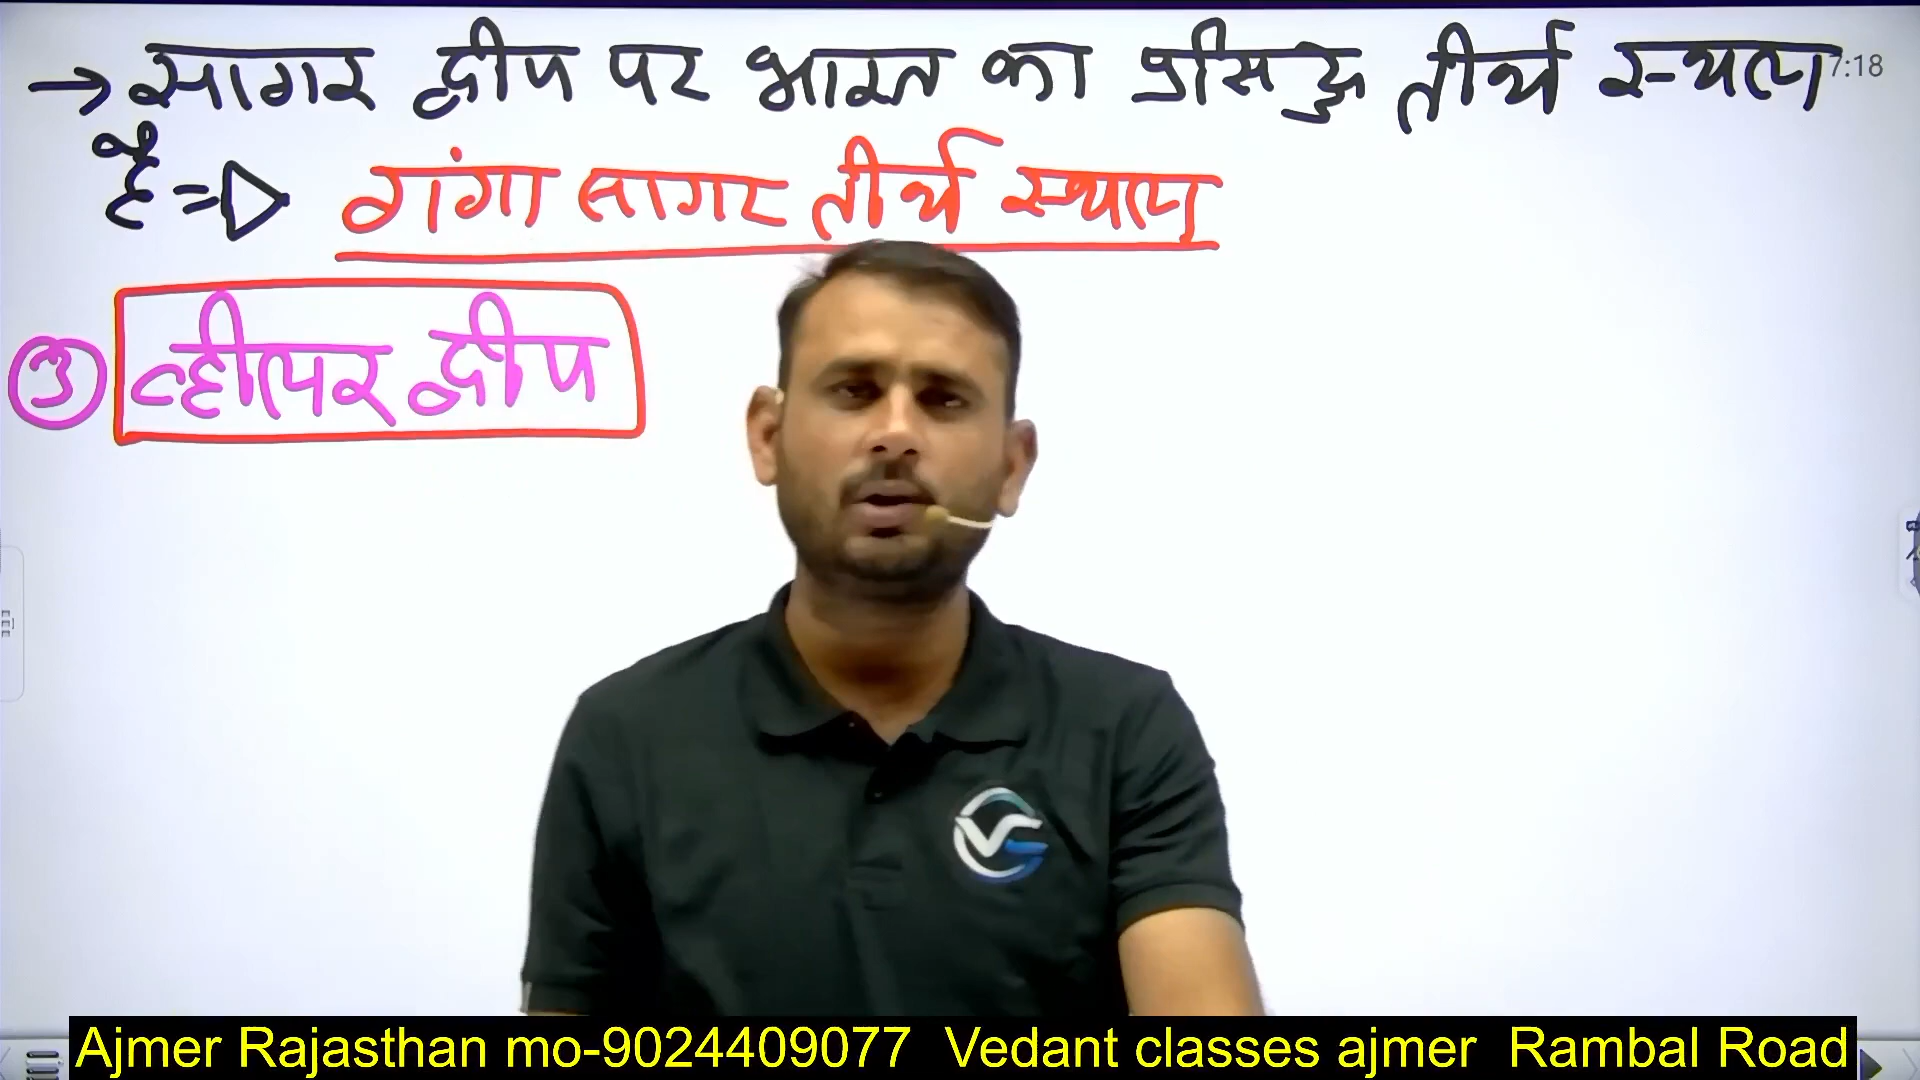 → सागर द्वीप पर भारत का प्रसिद्ध तीर्थ स्थल 7:18
है => गंगा सागर तीर्थ स्थल
③ व्हीलर द्वीप
Ajmer Rajasthan mo-9024409077 Vedant classes ajmer Rambal Road